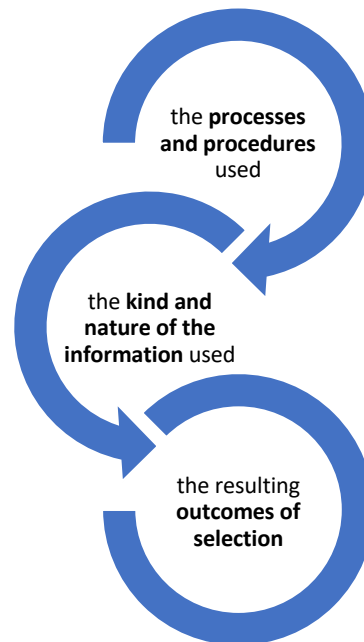 the processes
and procedures
used
the kind and
nature of the
information used
the resulting
outcomes of
selection